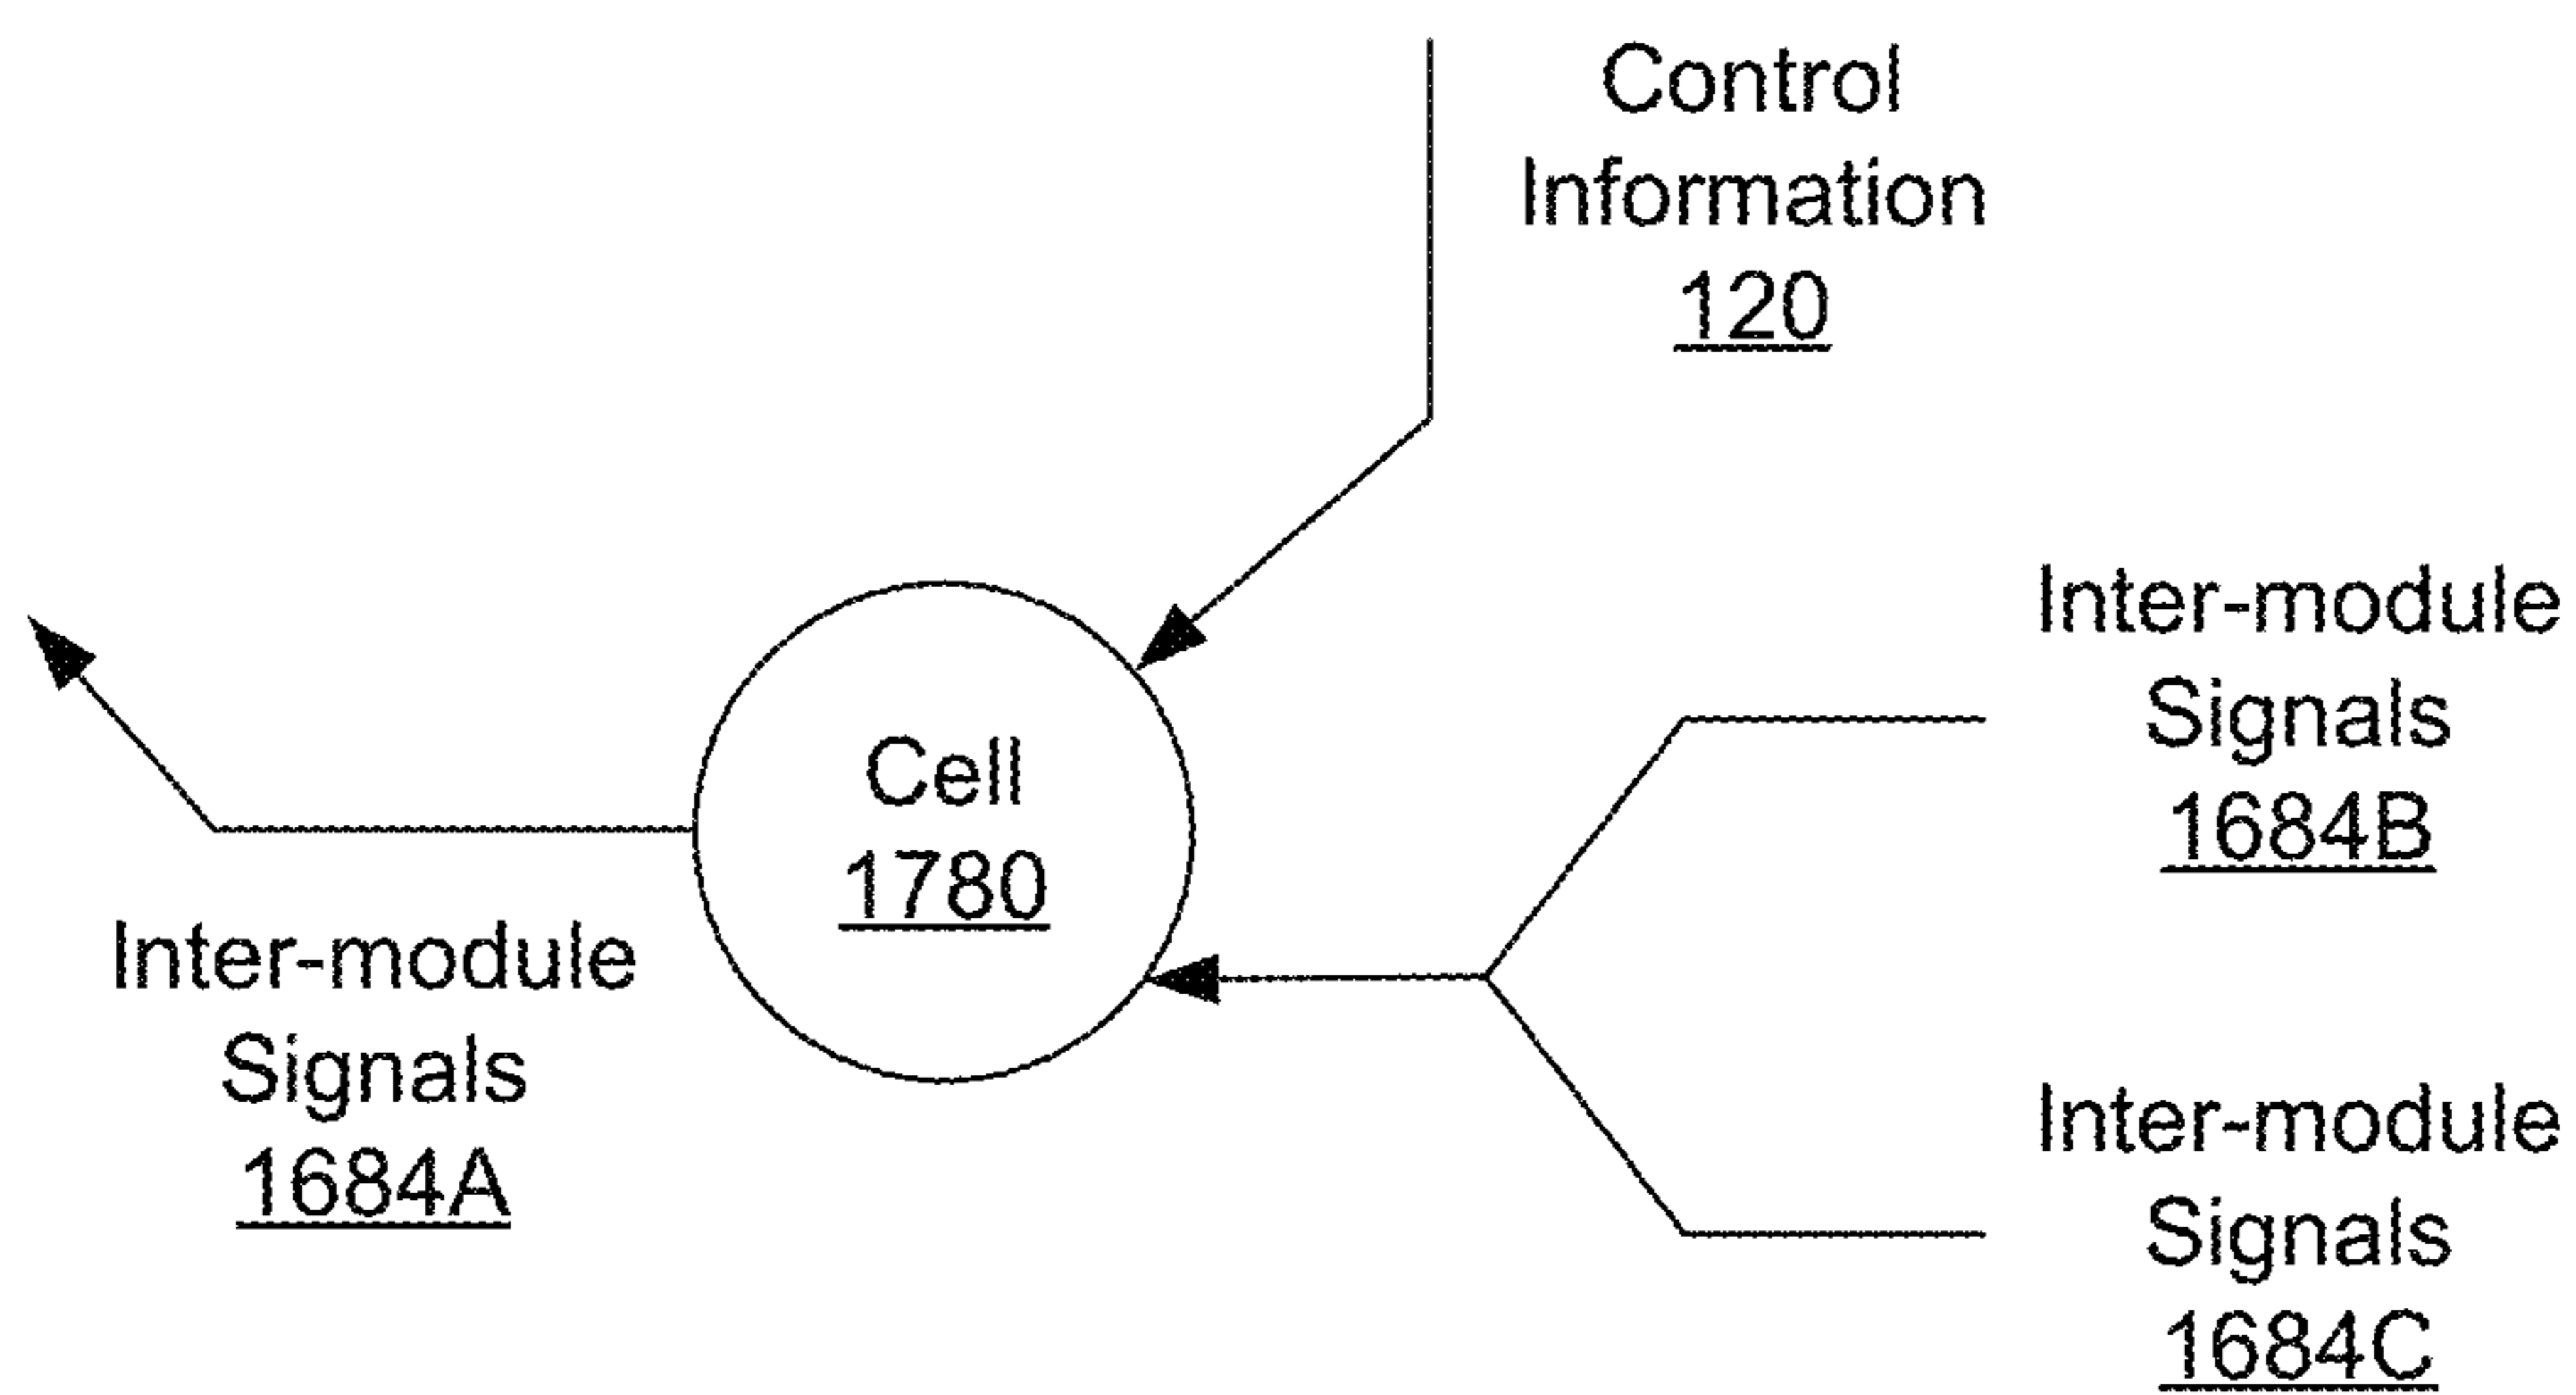 Control
Information
120
Inter-module
Signals
1684B
Cell
1780
Inter-module
Signals
1684A
Inter-module
Signals
1684C